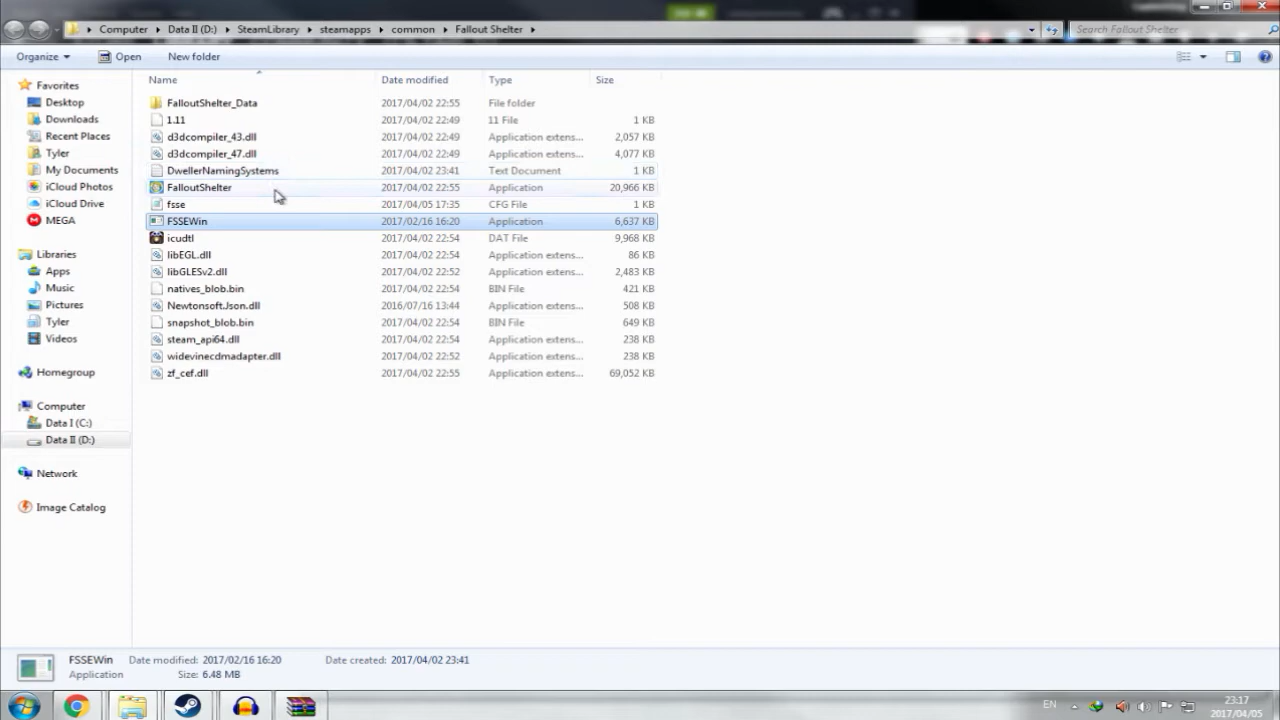 Computer Data II (D:) SteamLibrary steamapps common Fallout Shelter Search Fallout Shelter
Organize Open New folder
Name Date modified Type Size
Favorites
Desktop
Downloads
Recent Places
Tyler
My Documents
iCloud Photos
iCloud Drive
MEGA
Libraries
Apps
Music
Pictures
Tyler
Videos
Homegroup
Computer
Data I (C:)
Data II (D:)
Network
Image Catalog
FalloutShelter_Data 2017/04/02 22:55 File folder
1.11 2017/04/02 22:49 11 File 1 KB
d3dcompiler_43.dll 2017/04/02 22:49 Application extens... 2,057 KB
d3dcompiler_47.dll 2017/04/02 22:49 Application extens... 4,077 KB
DwellerNamingSystems 2017/04/02 23:41 Text Document 1 KB
FalloutShelter 2017/04/02 22:55 Application 20,966 KB
fsse 2017/04/05 17:35 CFG File 1 KB
FSSEWin 2017/02/16 16:20 Application 6,637 KB
icudtl 2017/04/02 22:54 DAT File 9,968 KB
libEGL.dll 2017/04/02 22:54 Application extens... 86 KB
libGLESv2.dll 2017/04/02 22:52 Application extens... 2,483 KB
natives_blob.bin 2017/04/02 22:54 BIN File 421 KB
Newtonsoft.Json.dll 2016/07/16 13:44 Application extens... 508 KB
snapshot_blob.bin 2017/04/02 22:54 BIN File 649 KB
steam_api64.dll 2017/04/02 22:54 Application extens... 238 KB
widevinecdmadapter.dll 2017/04/02 22:52 Application extens... 238 KB
zf_cef.dll 2017/04/02 22:55 Application extens... 69,052 KB
FSSEWin Date modified: 2017/02/16 16:20 Date created: 2017/04/02 23:41
Application Size: 6.48 MB
EN
23:17
2017/04/05